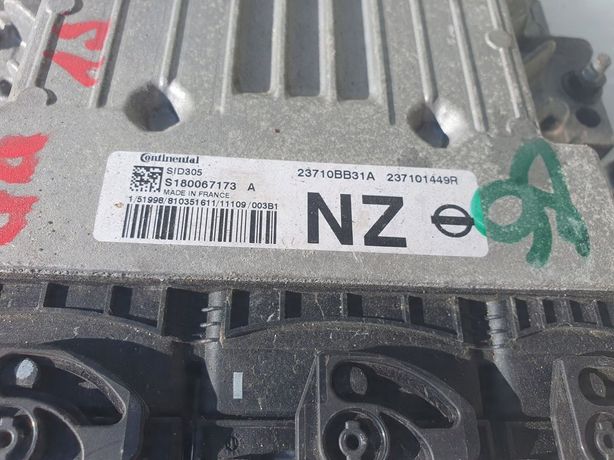 Continental
SID305
S180067173 A
MADE IN FRANCE
1/51998/810351611/11109/003B1
23710BB31A 237101449R
NZ